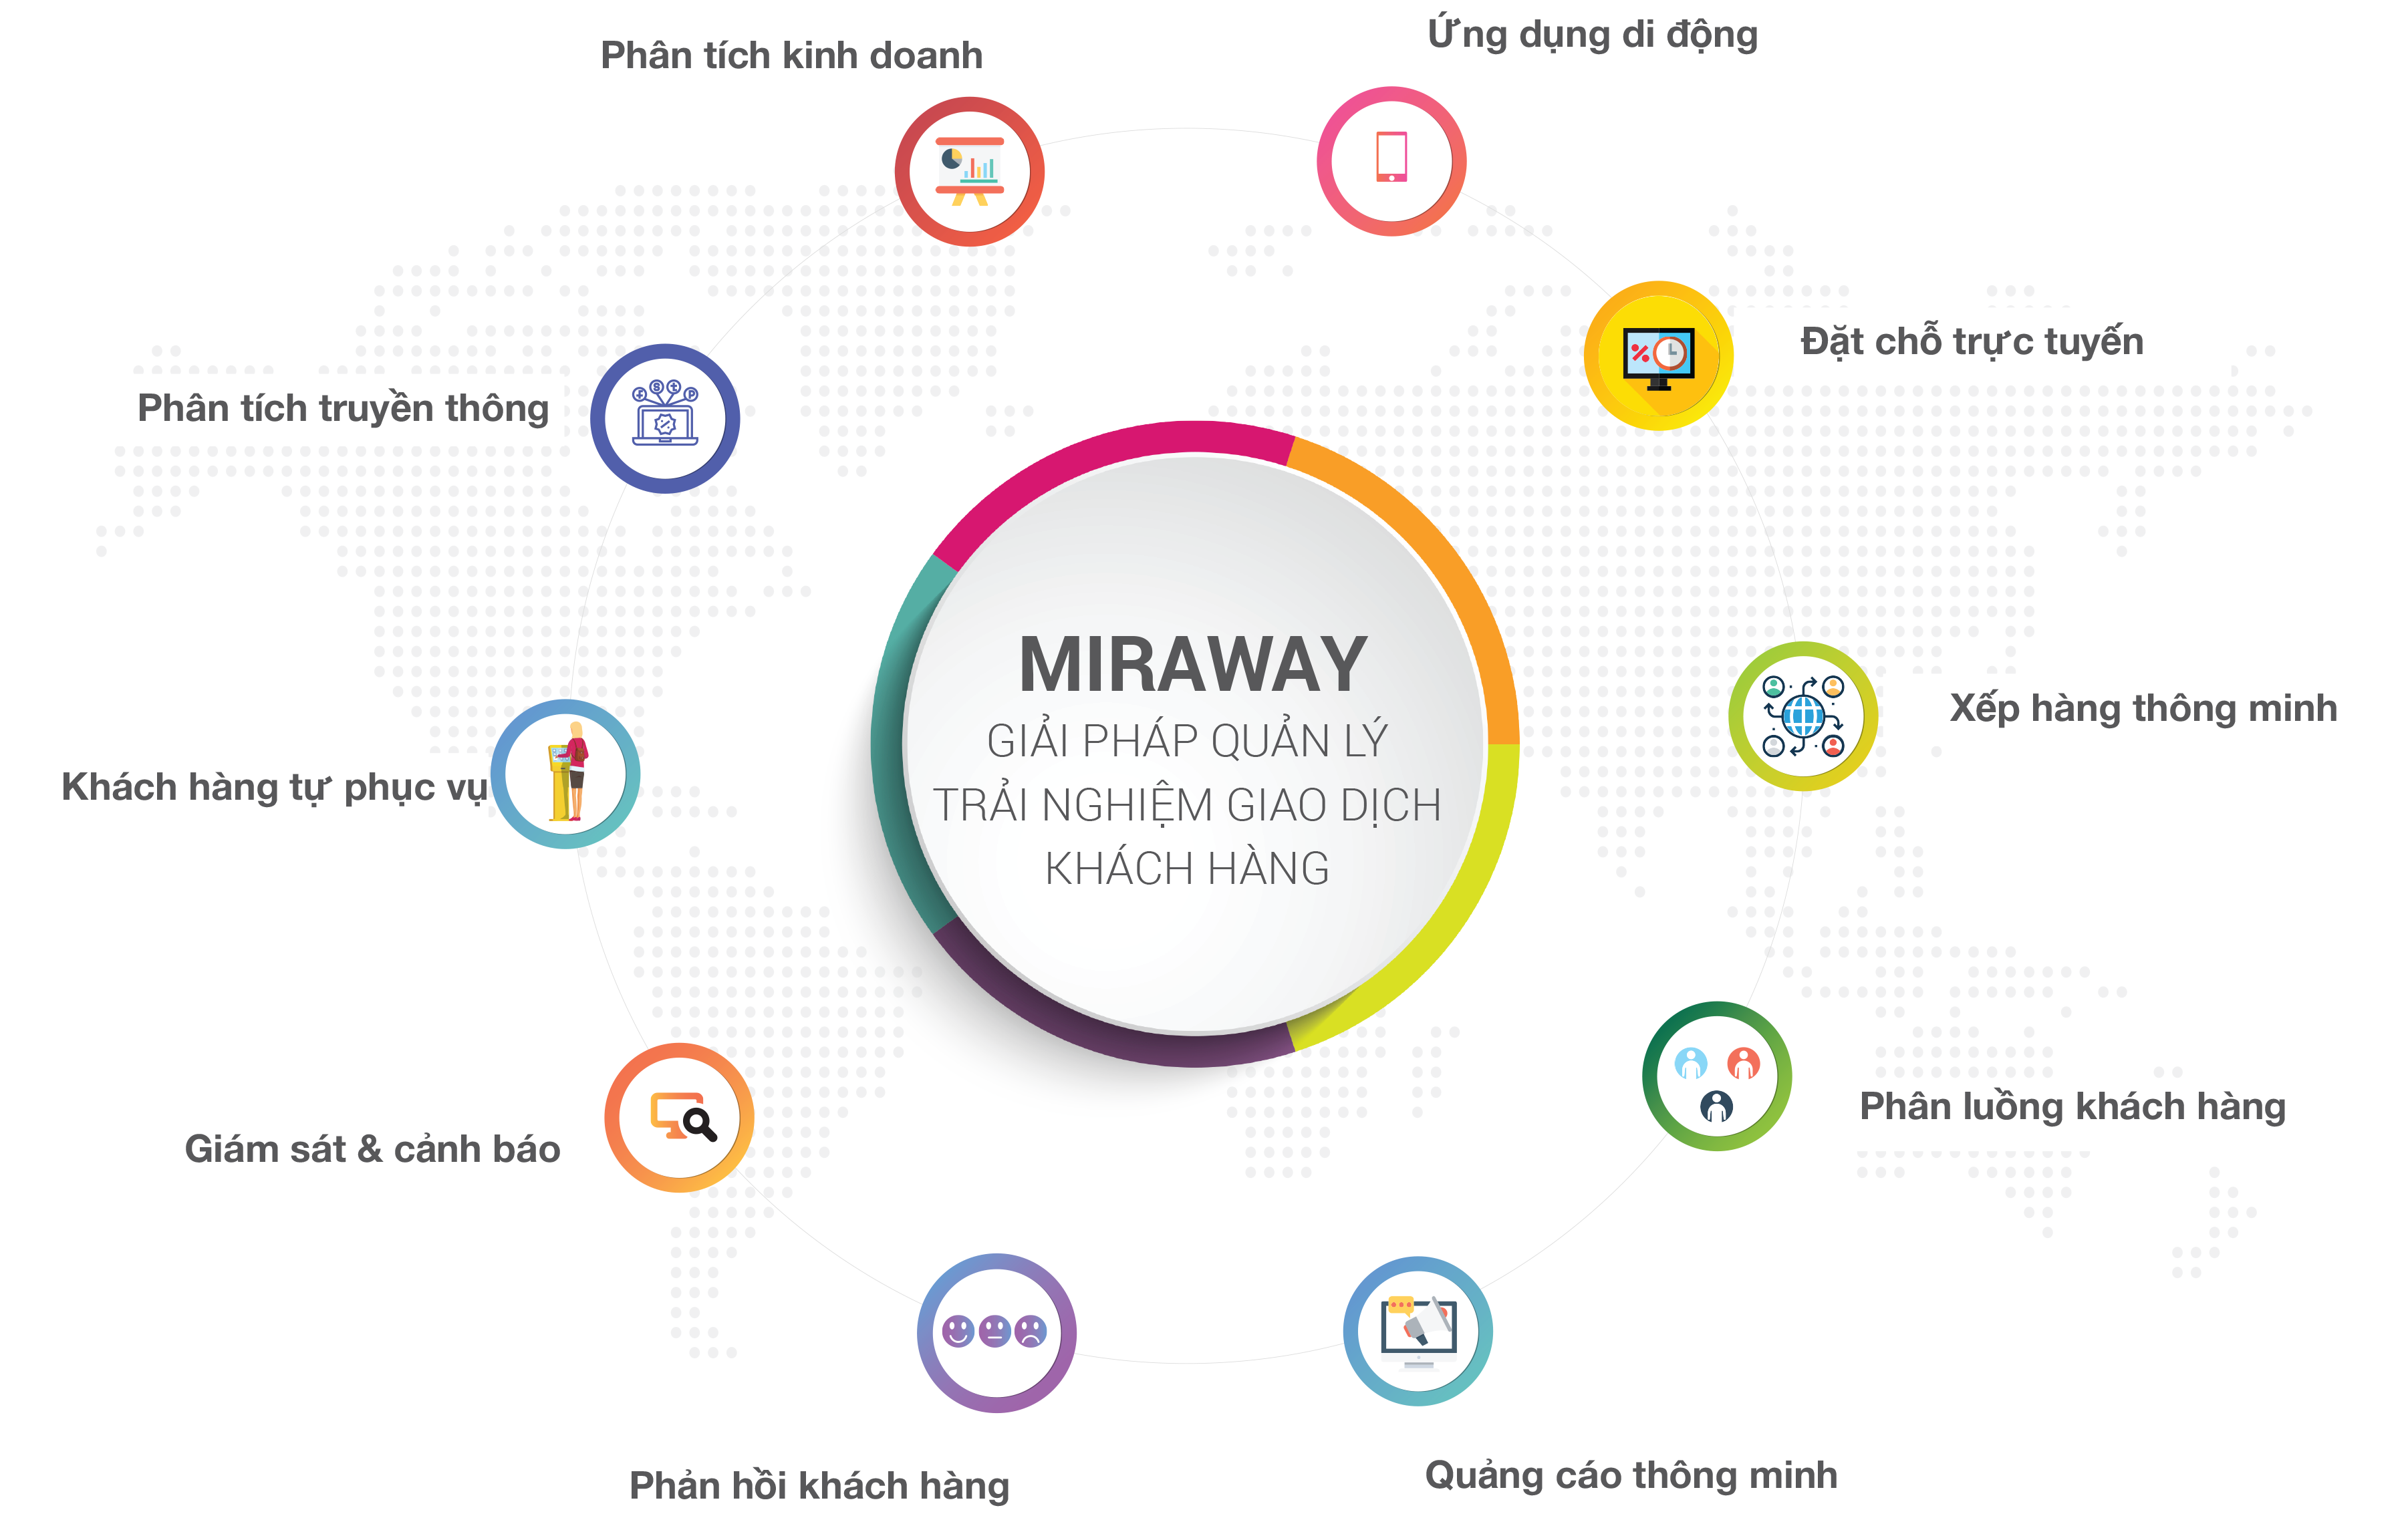 Ứng dụng di động
Phân tích kinh doanh
Đặt chỗ trực tuyến
Phân tích truyền thông
MIRAWAY
GIẢI PHÁP QUẢN LÝ
TRẢI NGHIỆM GIAO DỊCH
KHÁCH HÀNG
Xếp hàng thông minh
Khách hàng tự phục vụ
Phân luồng khách hàng
Giám sát & cảnh báo
Quảng cáo thông minh
Phản hồi khách hàng